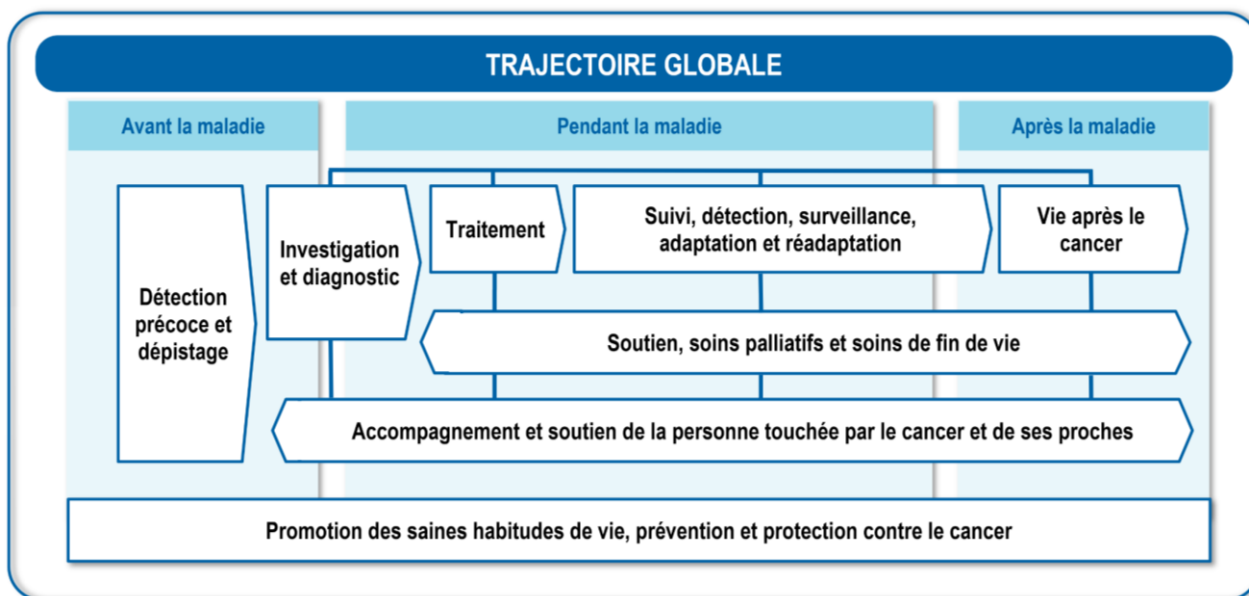 TRAJECTOIRE GLOBALE
Avant la maladie
Pendant la maladie
Après la maladie
Détection
précoce et
dépistage
Investigation
et diagnostic
Traitement
Suivi, détection, surveillance,
adaptation et réadaptation
Vie après le
cancer
Soutien, soins palliatifs et soins de fin de vie
Accompagnement et soutien de la personne touchée par le cancer et de ses proches
Promotion des saines habitudes de vie, prévention et protection contre le cancer